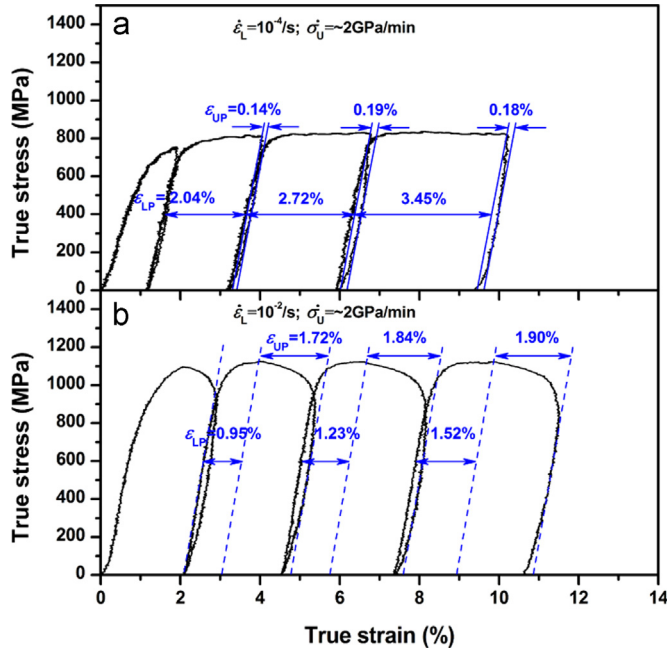 a
ε̇L=10⁻⁴/s; σ̇U=~2GPa/min
1400
1200
1000
800
600
400
200
0
True stress (MPa)
εUP=0.14%
0.19%
0.18%
εLP=2.04%
2.72%
3.45%
b
ε̇L=10⁻²/s; σ̇U=~2GPa/min
1400
1200
1000
800
600
400
200
0
True stress (MPa)
εUP=1.72%
1.84%
1.90%
εLP=0.95%
1.23%
1.52%
0 2 4 6 8 10 12 14
True strain (%)